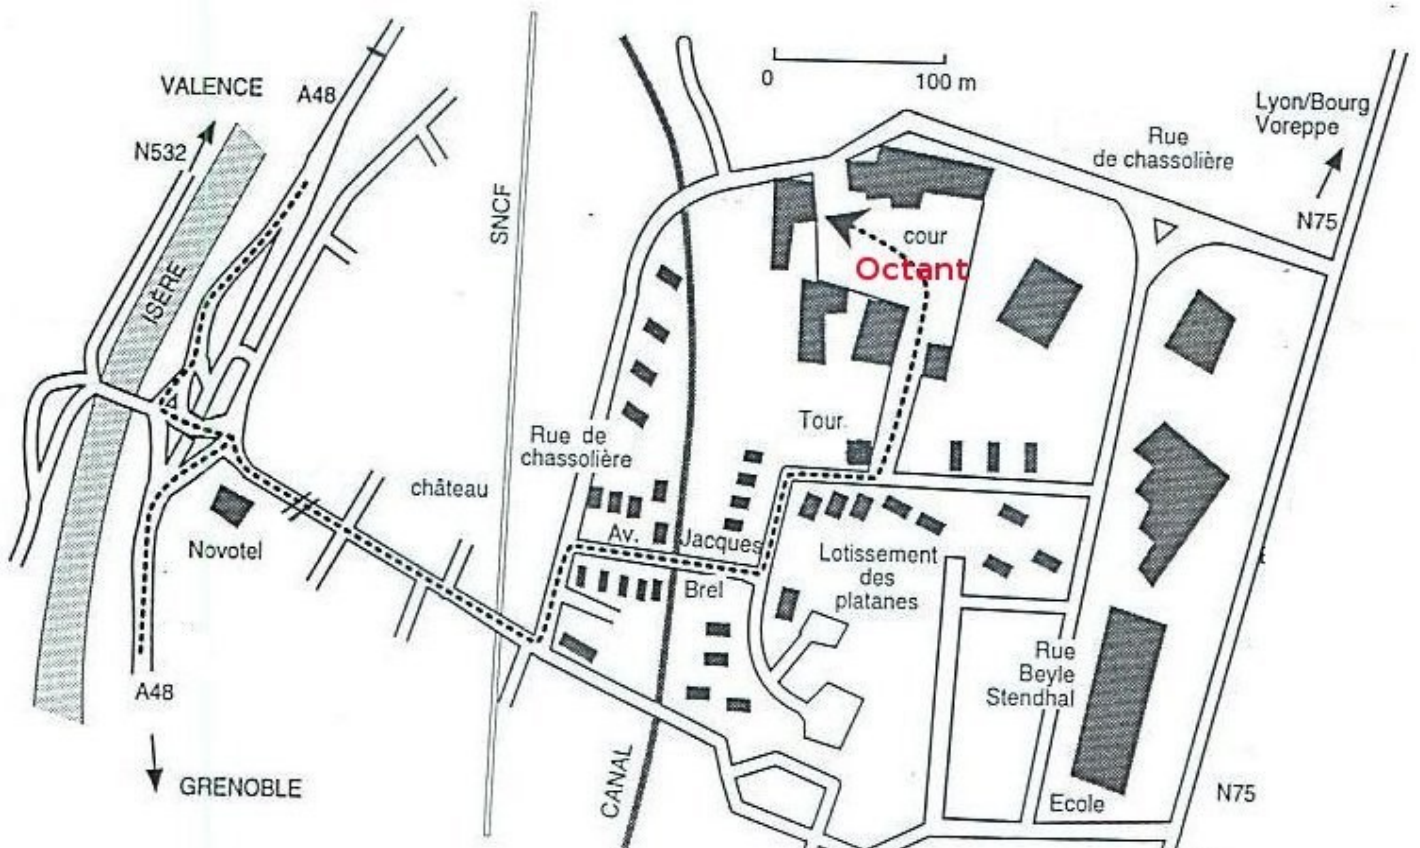 VALENCE
A48
N532
ISÈRE
SNCF
0
100 m
Rue
de chassolière
Lyon/Bourg
Voreppe
N75
cour
Octant
Tour
Rue de
chassolière
château
Novotel
Av.
Jacques
Brel
Lotissement
des
platanes
Rue
Beyle
Stendhal
A48
GRENOBLE
CANAL
Ecole
N75